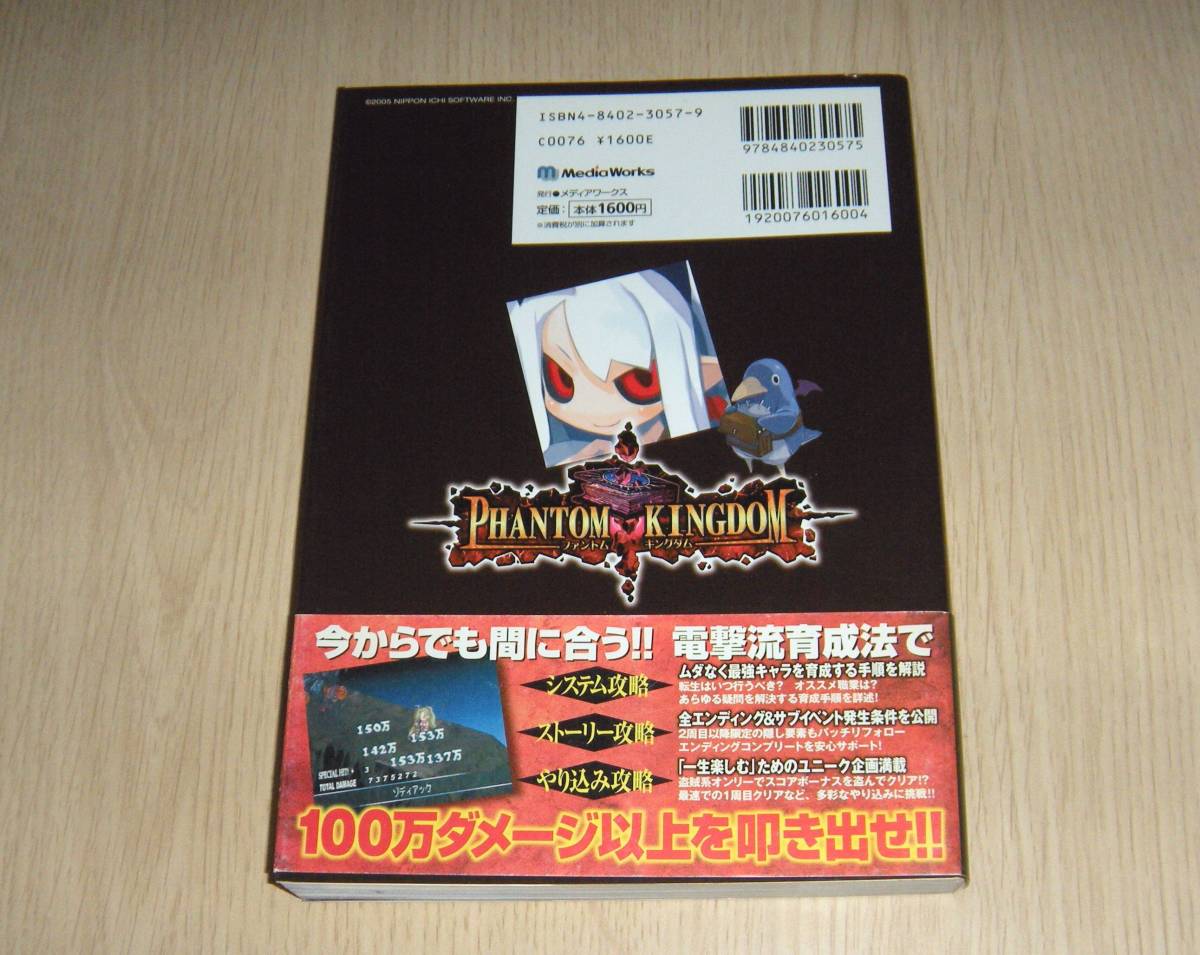 ©2005 NIPPON ICHI SOFTWARE INC.
ISBN4-8402-3057-9
C0076 ¥1600E
MediaWorks
発行●メディアワークス
定価：本体1600円
※消費税が別に加算されます
9784840230575
1920076016004
PHANTOM KINGDOM
ファントム キングダム
今からでも間に合う!! 電撃流育成法で
システム攻略
ムダなく最強キャラを育成する手順を解説
転生はいつ行うべき? オススメ職業は?
あらゆる疑問を解決する育成手順を詳述!
ストーリー攻略
全エンディング&サブイベント発生条件を公開
2周目以降限定の隠し要素もバッチリフォロー
エンディングコンプリートを安心サポート!
やり込み攻略
「一生楽しむ」ためのユニーク企画満載
盗賊系オンリーでスコアボーナスを盗んでクリア!?
最速での1周目クリアなど、多彩なやり込みに挑戦!!
150万
153万
142万
153万137万
SPECIAL HIT! 3
TOTAL DAMAGE 7375272
ゾディアック
100万ダメージ以上を叩き出せ!!